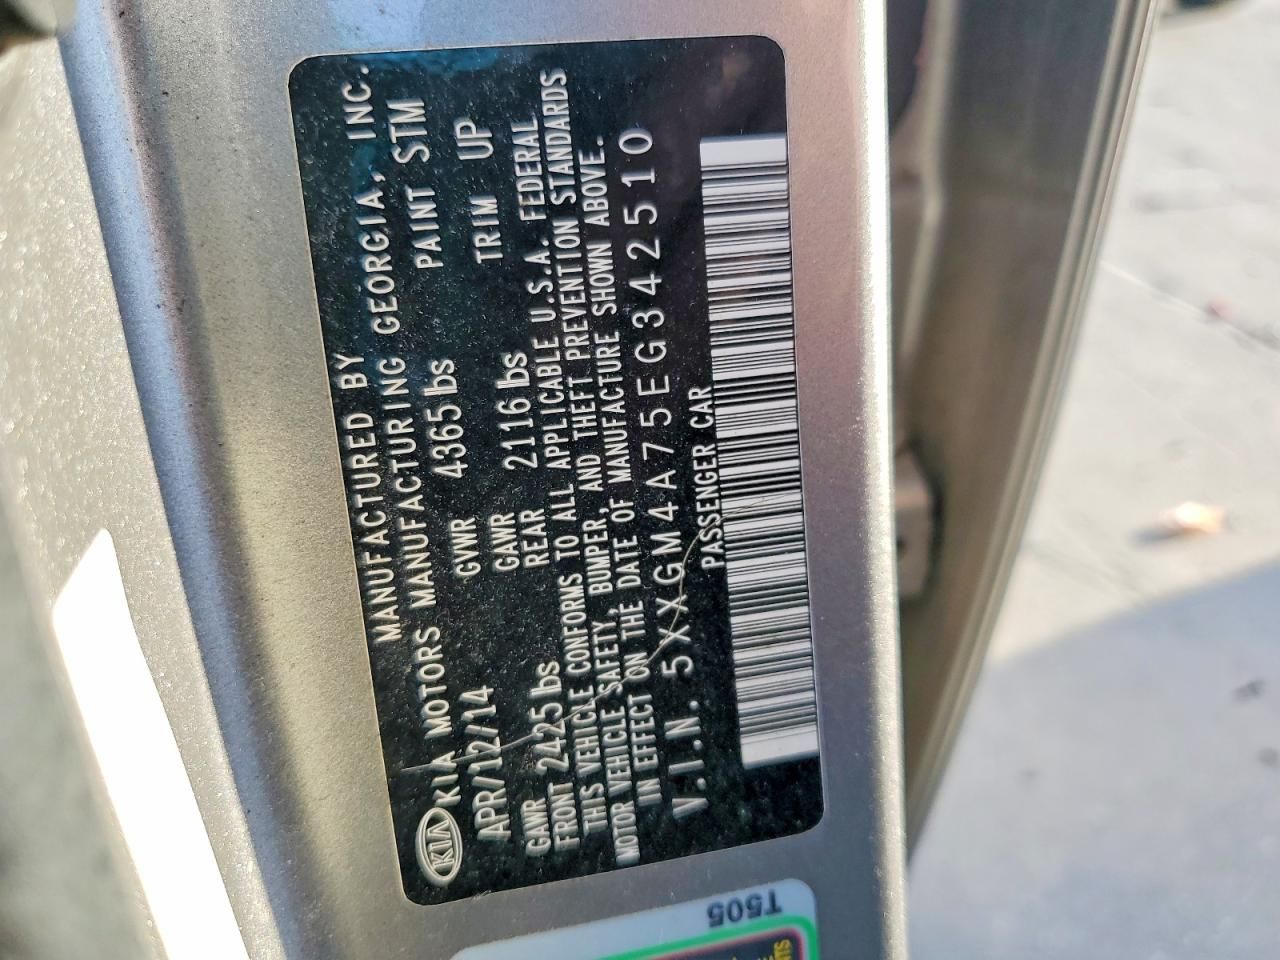 MANUFACTURED BY
KIA KIA MOTORS MANUFACTURING GEORGIA, INC.
APR/12/14 GVWR 4365 lbs PAINT STM
GAWR FRONT 2425 lbs GAWR REAR 2116 lbs TRIM UP
THIS VEHICLE CONFORMS TO ALL APPLICABLE U.S.A. FEDERAL
MOTOR VEHICLE SAFETY, BUMPER, AND THEFT PREVENTION STANDARDS
IN EFFECT ON THE DATE OF MANUFACTURE SHOWN ABOVE.
V.I.N. 5XXGM4A75EG342510
PASSENGER CAR
T505